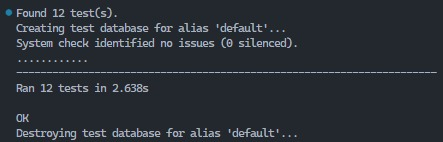 Found 12 test(s).
Creating test database for alias 'default'...
System check identified no issues (0 silenced).
............
----------------------------------------------------------------------
Ran 12 tests in 2.638s
OK
Destroying test database for alias 'default'...